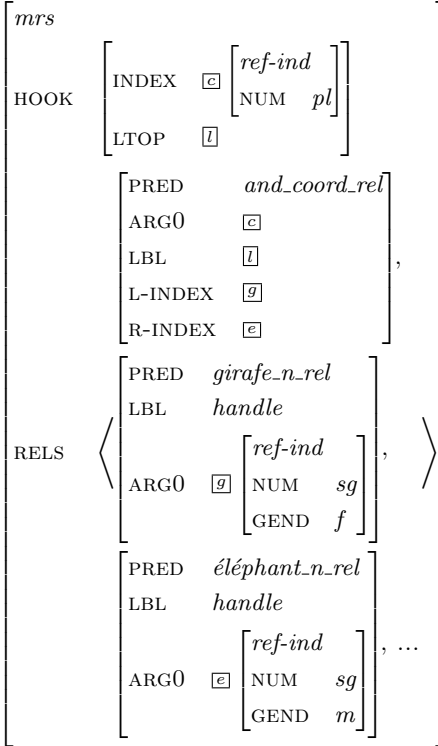 mrs
HOOK
ref-ind
INDEX c NUM pl
LTOP l
RELS
PRED and_coord_rel
ARG0 c
LBL l
L-INDEX g
R-INDEX e
,
⟨
PRED girafe_n_rel
LBL handle
ref-ind
ARG0 g NUM sg
GEND f
,
⟩
PRED éléphant_n_rel
LBL handle
ref-ind
ARG0 e NUM sg
GEND m
, ...